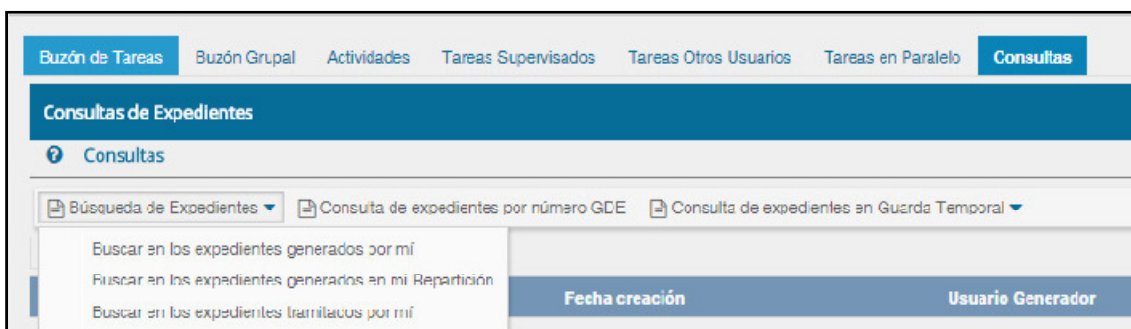 Buzón de Tareas Buzón Grupal Actividades Tareas Supervisados Tareas Otros Usuarios Tareas en Paralelo Consultas
Consultas de Expedientes
Consultas
Búsqueda de Expedientes Consulta de expedientes por número GDE Consulta de expedientes en Guarda Temporal
Buscar en los expedientes generados por mí
Buscar en los expedientes generados en mi Repartición
Fecha creación Usuario Generador
Buscar en los expedientes tramitados por mí